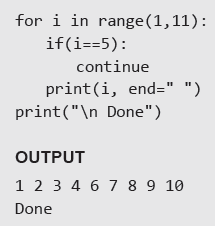 for i in range(1,11):
    if(i==5):
        continue
    print(i, end=" ")
print("\n Done")
OUTPUT
1 2 3 4 6 7 8 9 10
Done